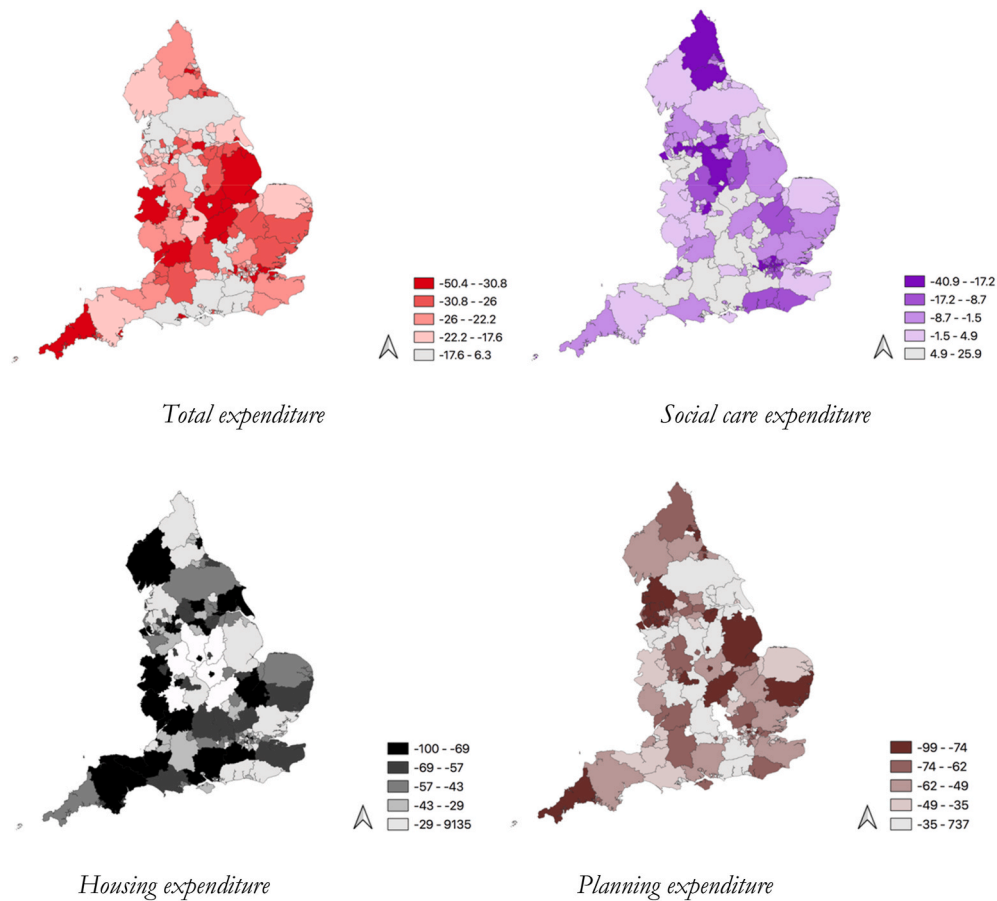 -50.4 - -30.8
-30.8 - -26
-26 - -22.2
-22.2 - -17.6
-17.6 - 6.3
Total expenditure
-40.9 - -17.2
-17.2 - -8.7
-8.7 - -1.5
-1.5 - 4.9
4.9 - 25.9
Social care expenditure
-100 - -69
-69 - -57
-57 - -43
-43 - -29
-29 - 9135
Housing expenditure
-99 - -74
-74 - -62
-62 - -49
-49 - -35
-35 - 737
Planning expenditure